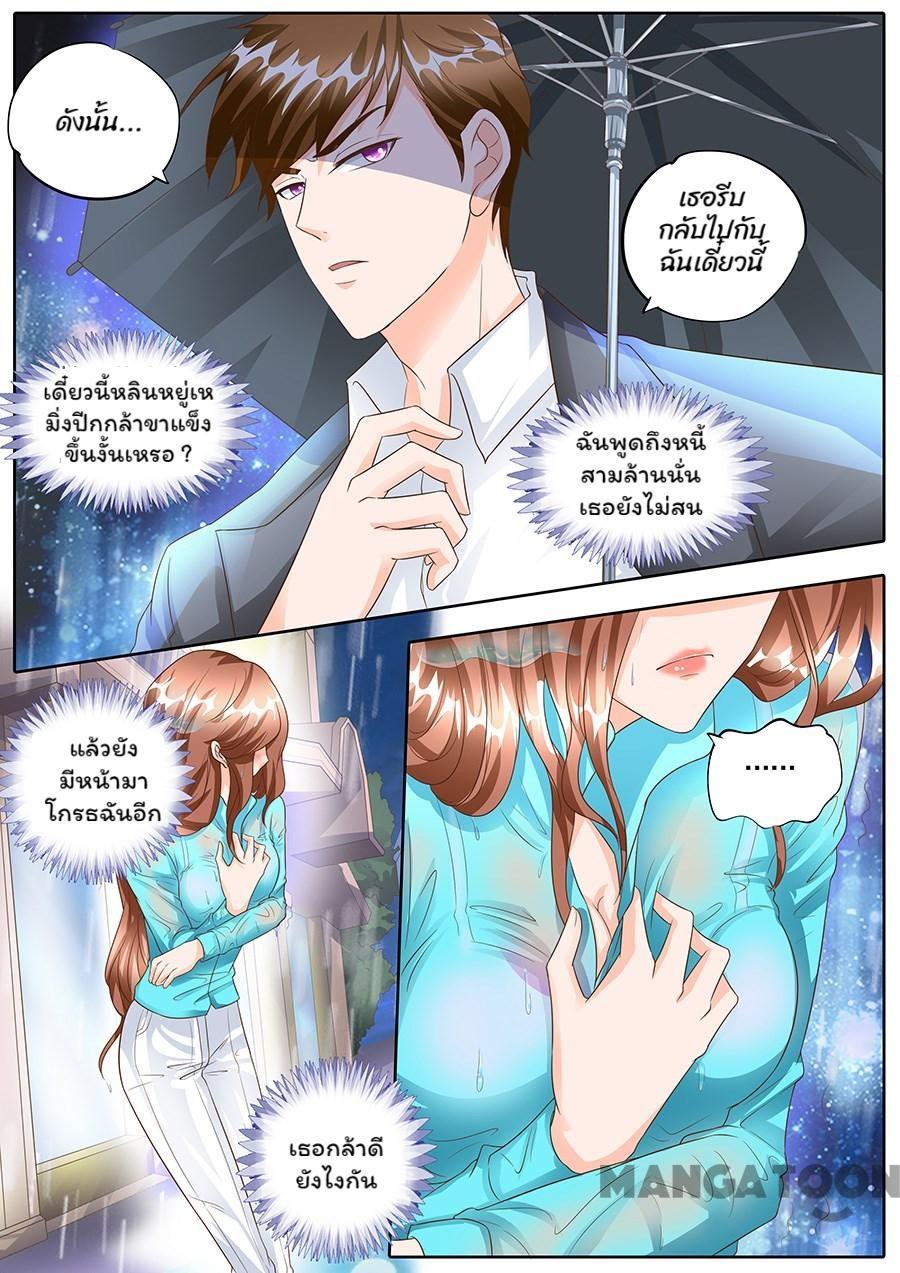 ดังนั้น...
เธอรีบ
กลับไปกับ
ฉันเดี๋ยวนี้
เดี๋ยวนี้หลินหยู่เห
มิ่งปีกกล้าขาแข็ง
ขึ้นงั้นเหรอ ?
ฉันพูดถึงหนี้
สามล้านนั่น
เธอยังไม่สน
แล้วยัง
มีหน้ามา
โกรธฉันอีก
......
เธอกล้าดี
ยังไงกัน
MANGATOON